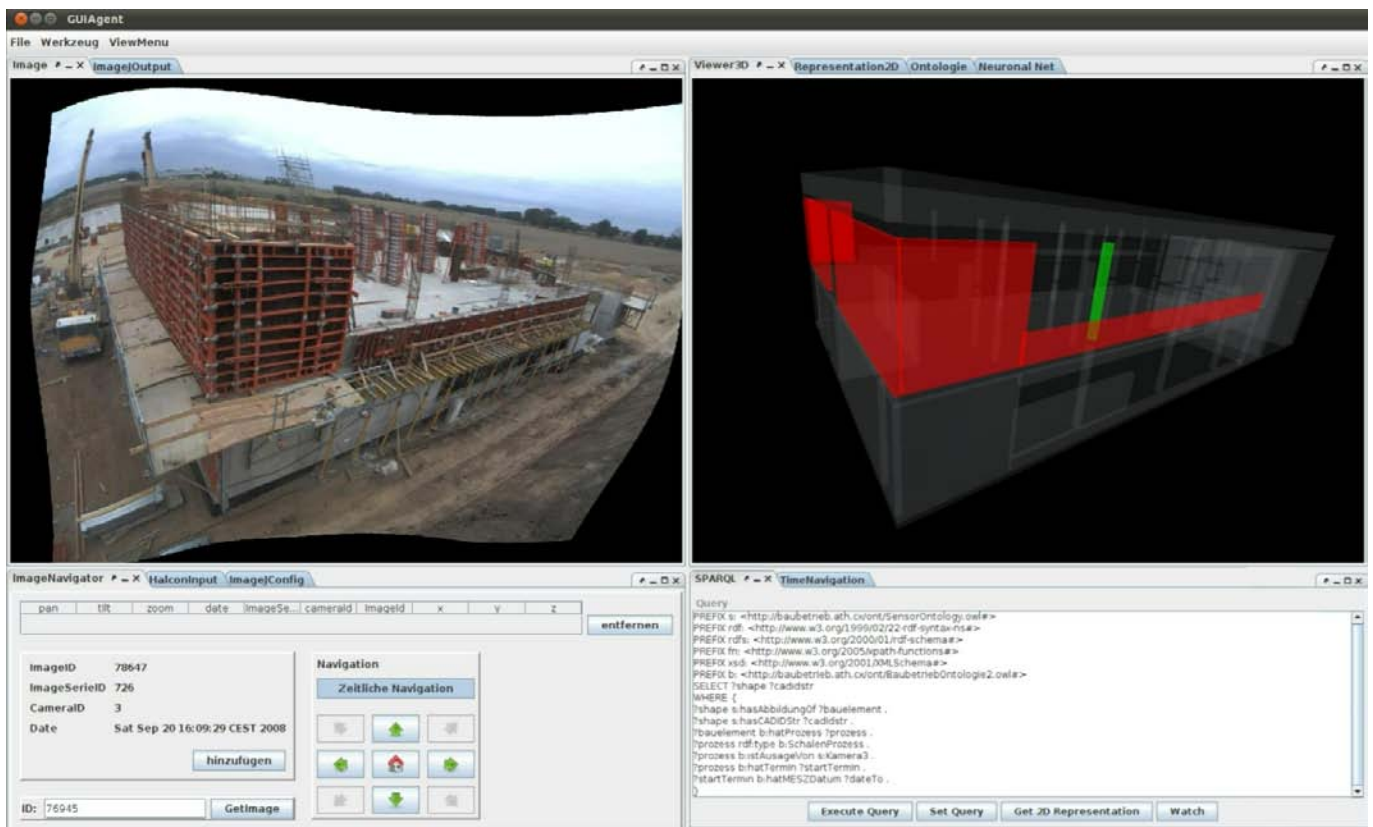 GUIAgent
File Werkzeug ViewMenu
Image ImageJOutput
Viewer3D Representation2D Ontologie Neuronal Net
ImageNavigator HalconInput ImageJConfig
pan tilt zoom date ImageSe... cameraId ImageId x y z
entfernen
ImageID 78647
ImageSerieID 726
CameraID 3
Date Sat Sep 20 16:09:29 CEST 2008
hinzufugen
ID: 76945 GetImage
Navigation
Zeitliche Navigation
SPARQL TimeNavigation
Query
PREFIX s: <http://baubetrieb.ath.cx/ont/SensorOntology.owl#>
PREFIX rdf: <http://www.w3.org/1999/02/22-rdf-syntax-ns#>
PREFIX rdfs: <http://www.w3.org/2000/01/rdf-schema#>
PREFIX fn: <http://www.w3.org/2005/xpath-functions#>
PREFIX xsd: <http://www.w3.org/2001/XMLSchema#>
PREFIX b: <http://baubetrieb.ath.cx/ont/BaubetriebOntologie2.owl#>
SELECT ?shape ?cadidstr
WHERE {
?shape s:hasAbbildungOf ?bauelement .
?shape s:hasCADIDStr ?cadidstr .
?bauelement b:hatProzess ?prozess .
?prozess rdf:type b:SchalenProzess .
?prozess b:istAusageVon s:Kamera3 .
?prozess b:hatTermin ?startTermin .
?startTermin b:hatMESZDatum ?dateTo .
}
Execute Query Set Query Get 2D Representation Watch